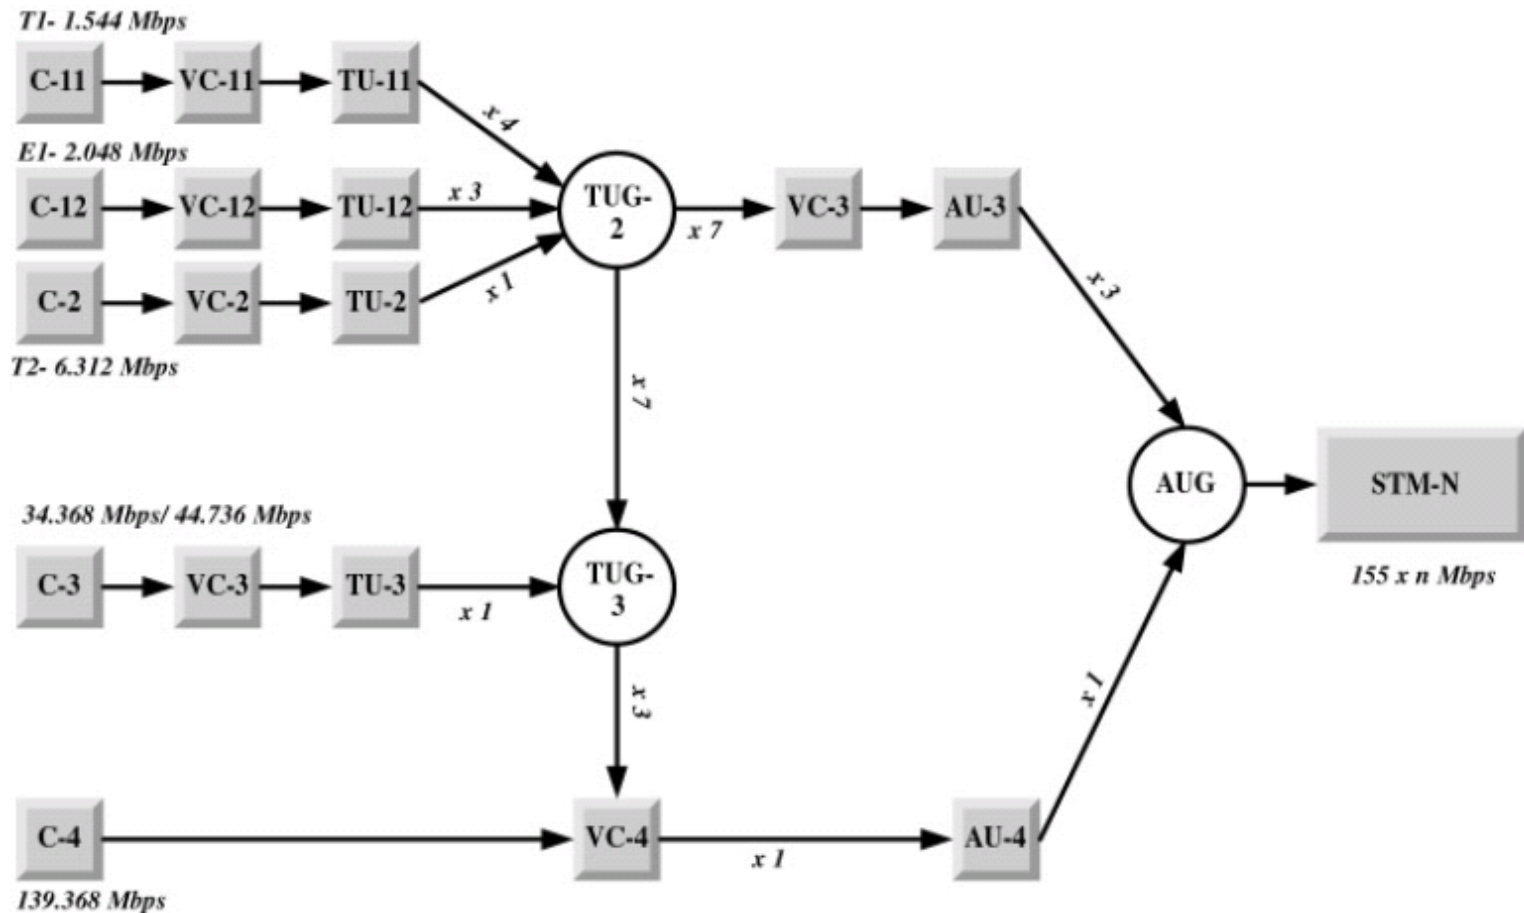 T1- 1.544 Mbps
C-11
VC-11
TU-11
x 4
E1- 2.048 Mbps
C-12
VC-12
TU-12
x 3
TUG-
2
x 7
VC-3
AU-3
x 3
C-2
VC-2
TU-2
x 1
T2- 6.312 Mbps
x 7
AUG
STM-N
155 x n Mbps
34.368 Mbps/ 44.736 Mbps
C-3
VC-3
TU-3
x 1
TUG-
3
x 3
x 1
C-4
VC-4
x 1
AU-4
139.368 Mbps